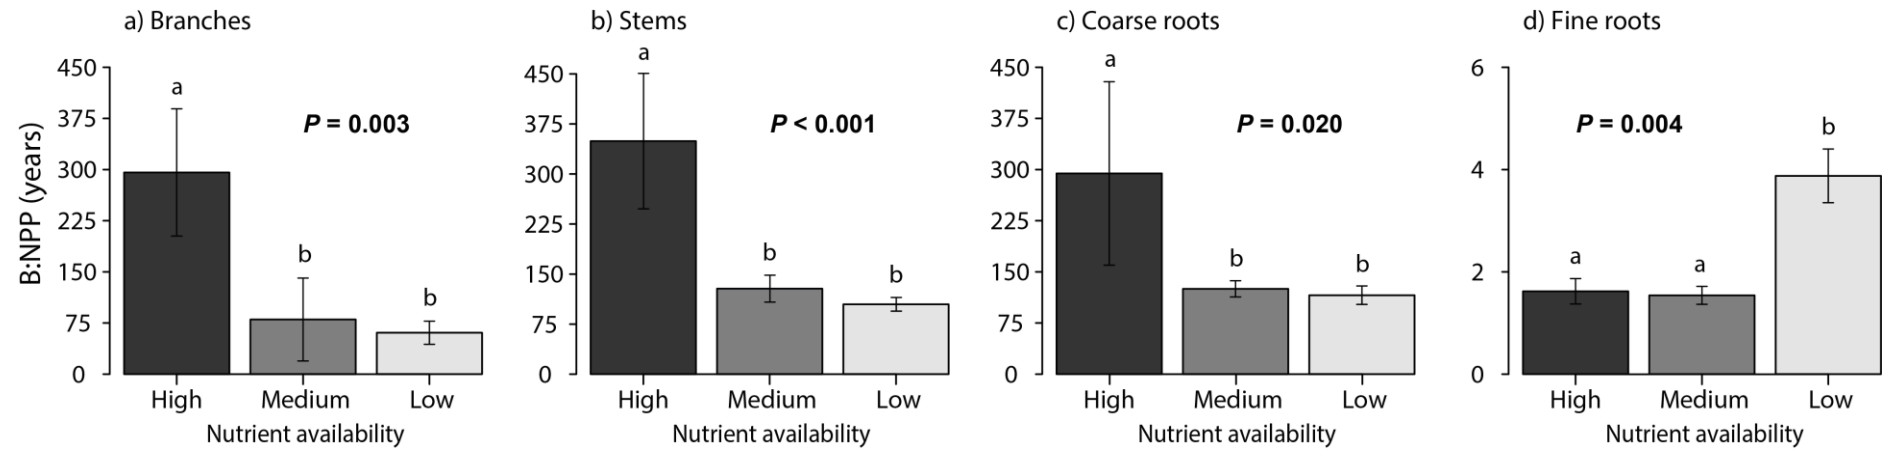 a) Branches
b) Stems
c) Coarse roots
d) Fine roots
B:NPP (years)
450
375
300
225
150
75
0
a
b
b
P = 0.003
High
Medium
Low
Nutrient availability
450
375
300
225
150
75
0
a
b
b
P < 0.001
High
Medium
Low
Nutrient availability
450
375
300
225
150
75
0
a
b
b
P = 0.020
High
Medium
Low
Nutrient availability
6
4
2
0
a
a
b
P = 0.004
High
Medium
Low
Nutrient availability